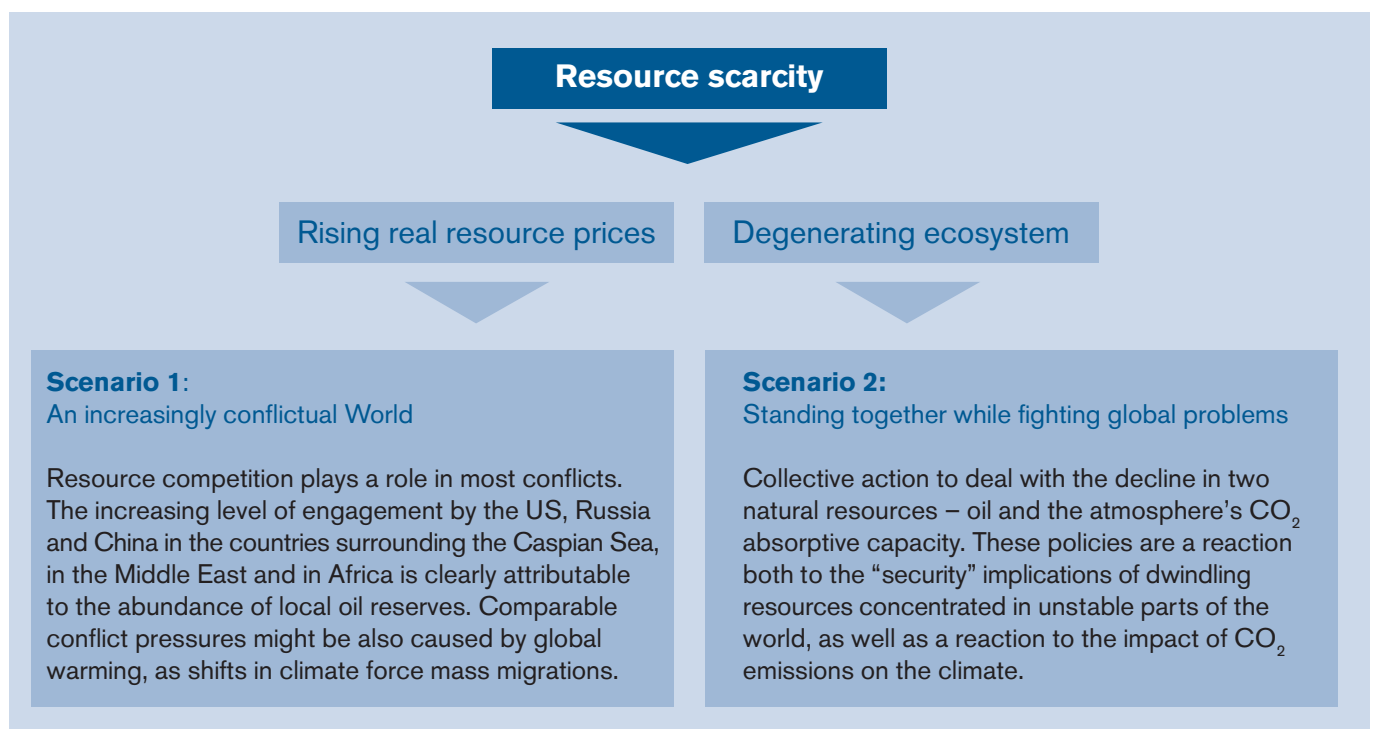 Resource scarcity
Rising real resource prices
Degenerating ecosystem
Scenario 1:
An increasingly conflictual World
Resource competition plays a role in most conflicts.
The increasing level of engagement by the US, Russia
and China in the countries surrounding the Caspian Sea,
in the Middle East and in Africa is clearly attributable
to the abundance of local oil reserves. Comparable
conflict pressures might be also caused by global
warming, as shifts in climate force mass migrations.
Scenario 2:
Standing together while fighting global problems
Collective action to deal with the decline in two
natural resources – oil and the atmosphere’s CO₂
absorptive capacity. These policies are a reaction
both to the “security” implications of dwindling
resources concentrated in unstable parts of the
world, as well as a reaction to the impact of CO₂
emissions on the climate.